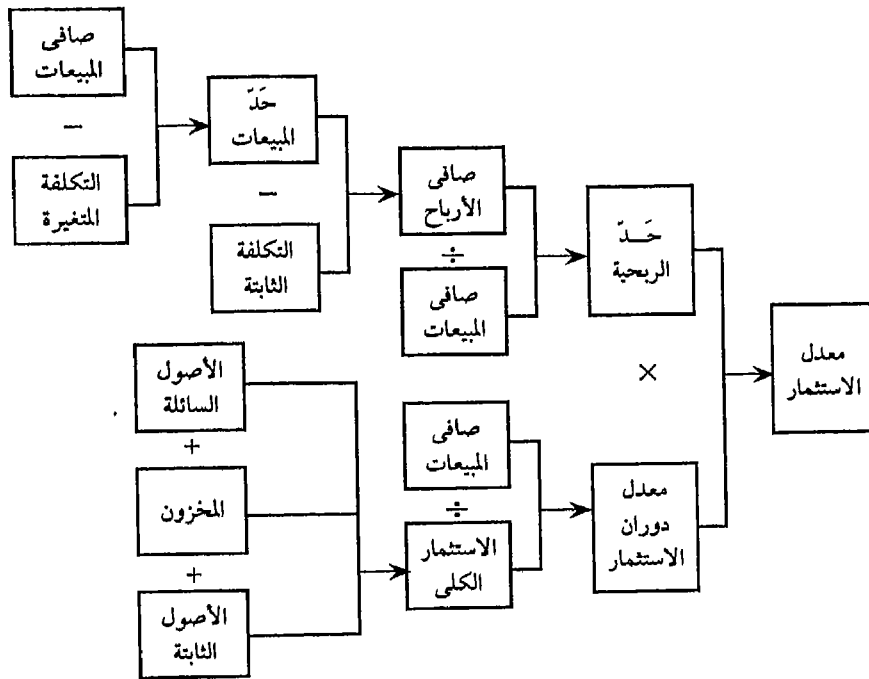 صافى
المبيعات
—
التكلفة
المتغيرة
حَدّ
المبيعات
—
التكلفة
الثابتة
صافى
الأرباح
÷
صافى
المبيعات
حَــدّ
الربحية
×
معدل
الاستثمار
الأصول
السائلة
+
المخزون
+
الأصول
الثابتة
صافى
المبيعات
÷
الاستثمار
الكلى
معدل
دوران
الاستثمار